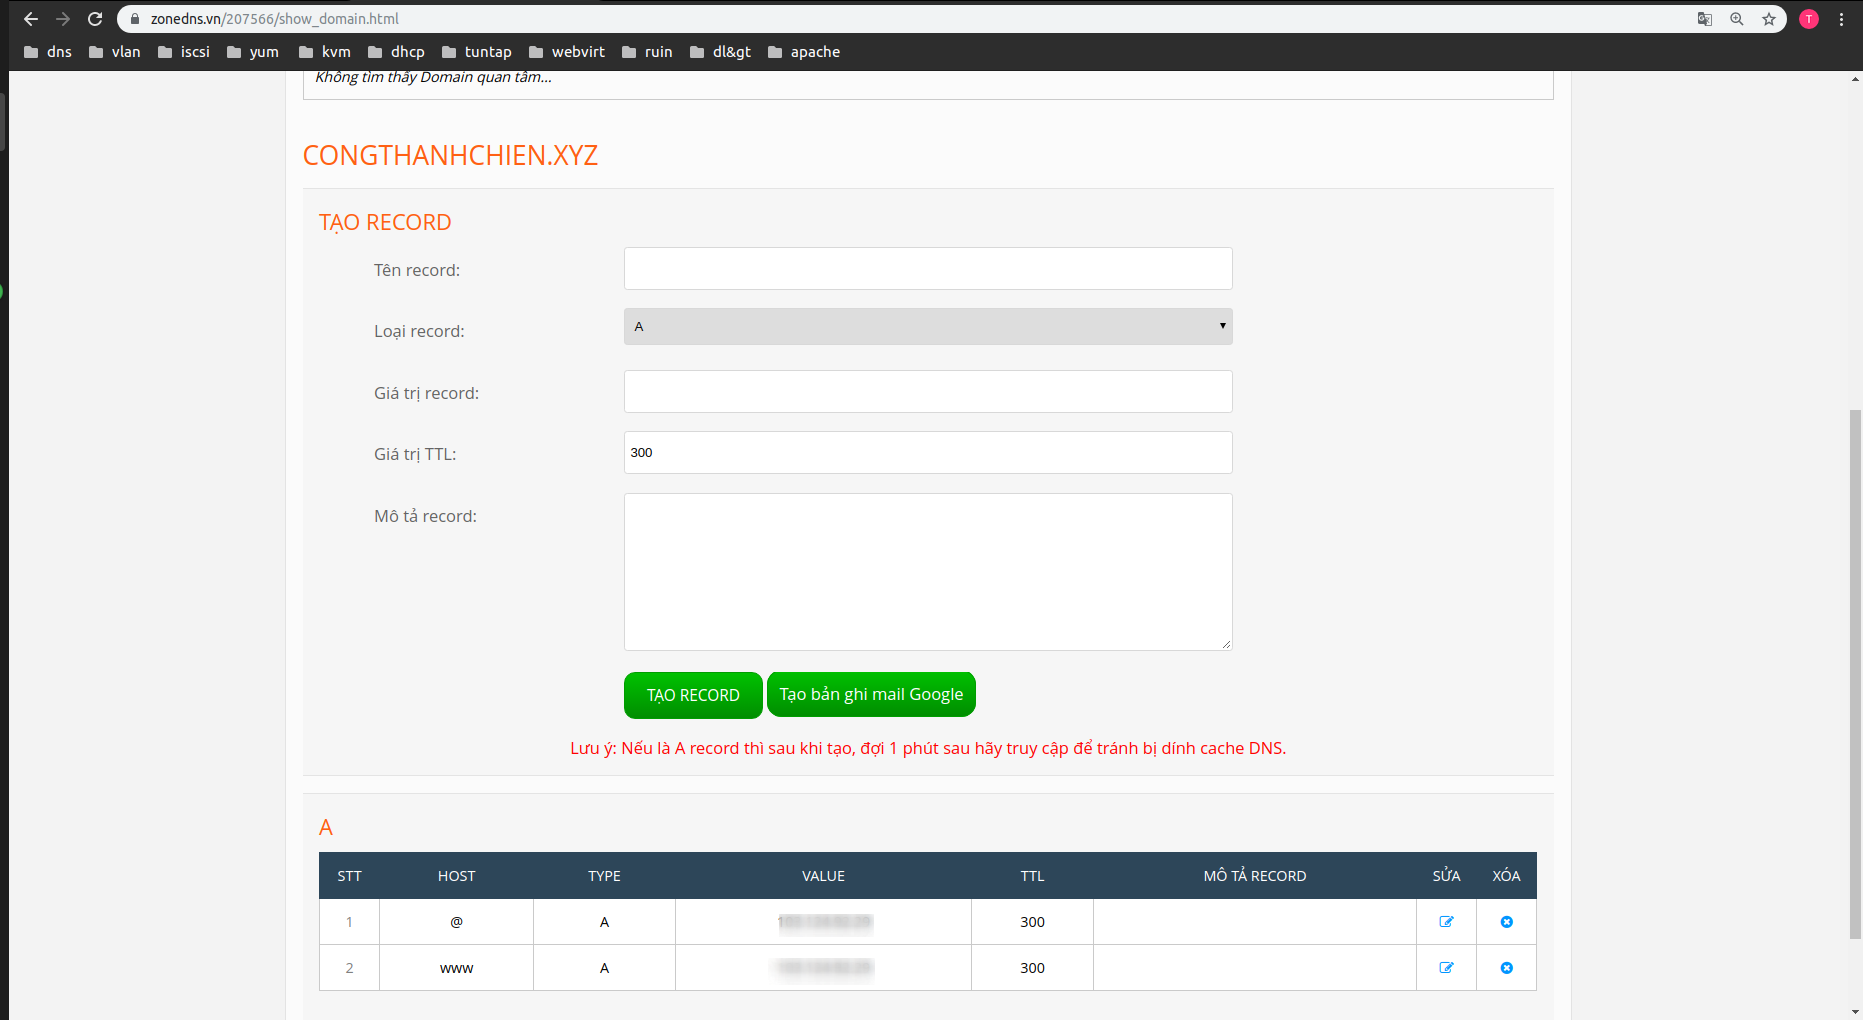 zonedns.vn/207566/show_domain.html
T
dns vlan iscsi yum kvm dhcp tuntap webvirt ruin dl&gt apache
Không tìm thấy Domain quan tâm...
CONGTHANHCHIEN.XYZ
TẠO RECORD
Tên record:
Loại record: A
Giá trị record:
Giá trị TTL: 300
Mô tả record:
TẠO RECORD Tạo bản ghi mail Google
Lưu ý: Nếu là A record thì sau khi tạo, đợi 1 phút sau hãy truy cập để tránh bị dính cache DNS.
A
STT HOST TYPE VALUE TTL MÔ TẢ RECORD SỬA XÓA
1 @ A 300
2 www A 300